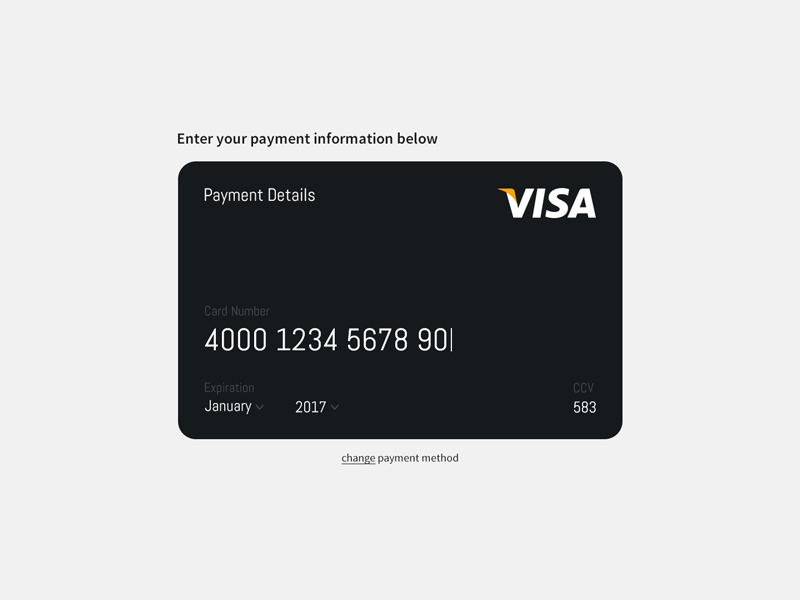 Enter your payment information below
Payment Details
VISA
Card Number
4000 1234 5678 90
Expiration
CCV
January
2017
583
change payment method